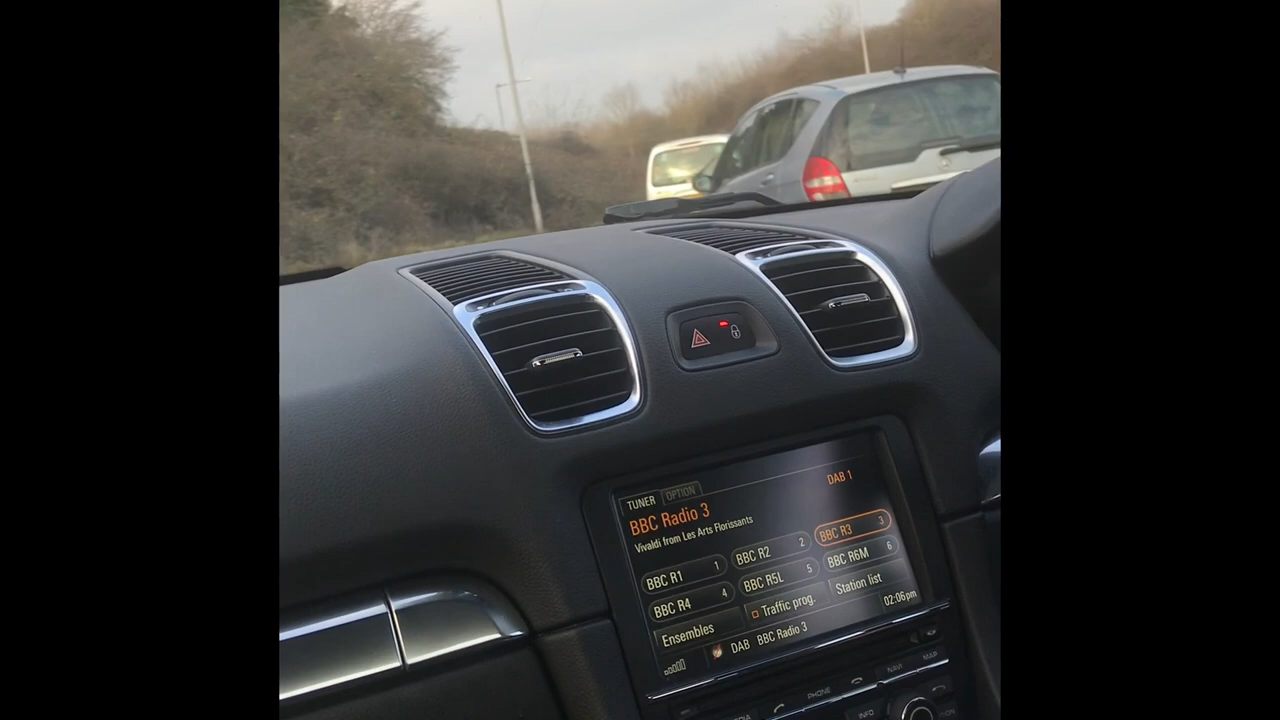 TUNER OPTION
DAB 1
BBC Radio 3
Vivaldi from Les Arts Florissants
BBC R1 1
BBC R2 2
BBC R3 3
BBC R4 4
BBC R5L 5
BBC R6M 6
Ensembles
Traffic prog.
Station list
DAB BBC Radio 3
02:06pm
PHONE
NAVI
MAP
INFO